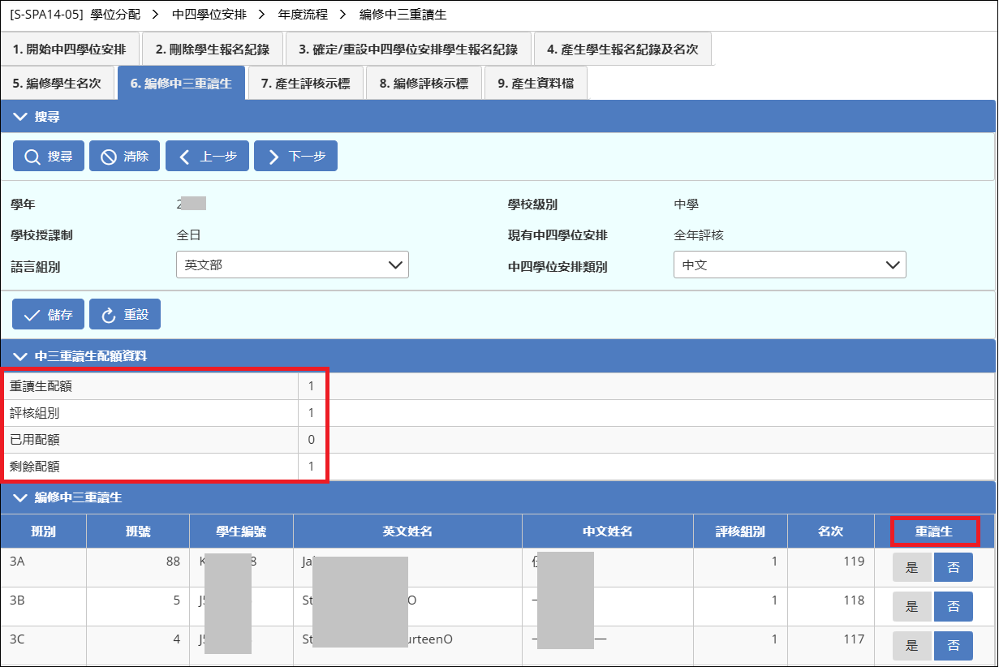 [S-SPA14-05] 學位分配 > 中四學位安排 > 年度流程 > 編修中三重讀生
1. 開始中四學位安排 2. 刪除學生報名紀錄 3. 確定/重設中四學位安排學生報名紀錄 4. 產生學生報名紀錄及名次
5. 編修學生名次 6. 編修中三重讀生 7. 產生評核示標 8. 編修評核示標 9. 產生資料檔
搜尋
搜尋 清除 上一步 下一步
學年 2 學校級別 中學
學校授課制 全日 現有中四學位安排 全年評核
語言組別 英文部 中四學位安排類別 中文
儲存 重設
中三重讀生配額資料
重讀生配額 1
評核組別 1
已用配額 0
剩餘配額 1
編修中三重讀生
班別 班號 學生編號 英文姓名 中文姓名 評核組別 名次 重讀生
3A 88 K 8 Ja 1 119 是 否
3B 5 J5 St O 一 1 118 是 否
3C 4 J5 St urteenO 一 一 1 117 是 否